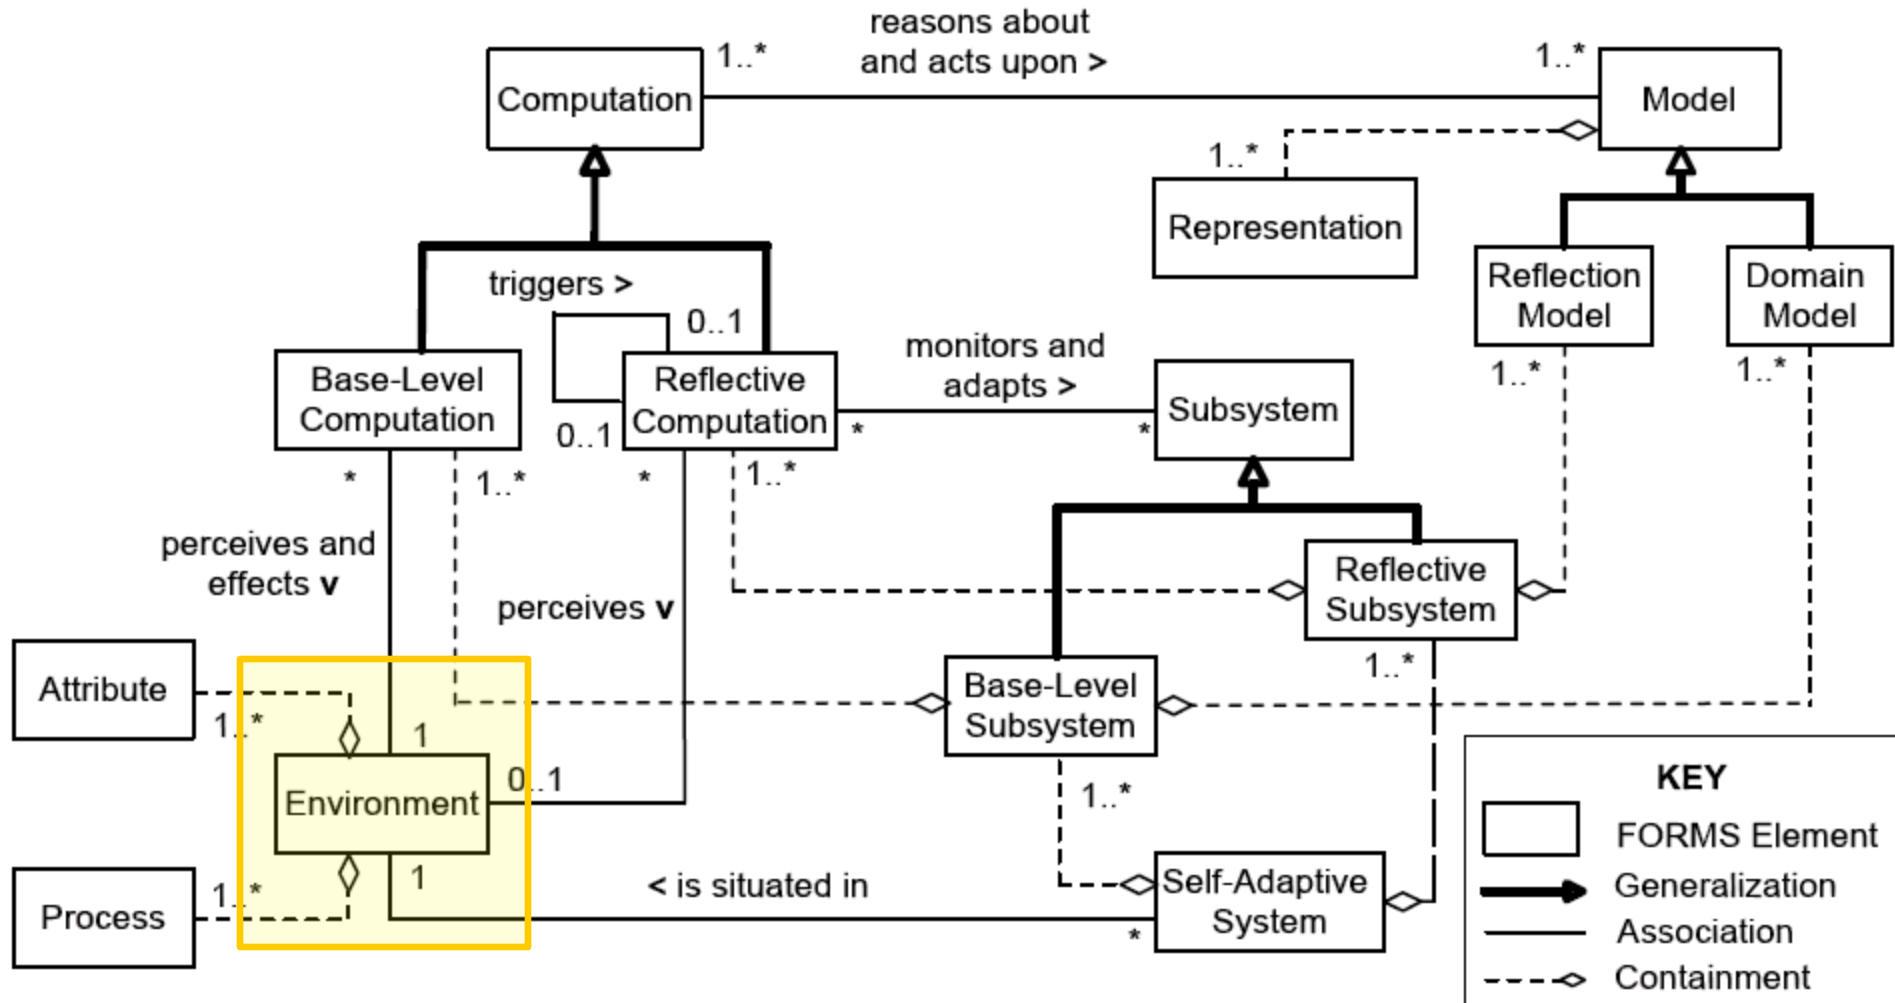 reasons about
and acts upon >
1..*
1..*
Computation
Model
1..*
Representation
Reflection
Model
Domain
Model
triggers >
0..1
0..1
Base-Level
Computation
Reflective
Computation
monitors and
adapts >
*
*
Subsystem
1..*
1..*
*
1..*
*
1..*
perceives and
effects v
perceives v
Reflective
Subsystem
1..*
Attribute
1..*
1
Base-Level
Subsystem
1..*
Environment
0..1
1
Process
1..*
< is situated in
*
Self-Adaptive
System
KEY
FORMS Element
Generalization
Association
Containment